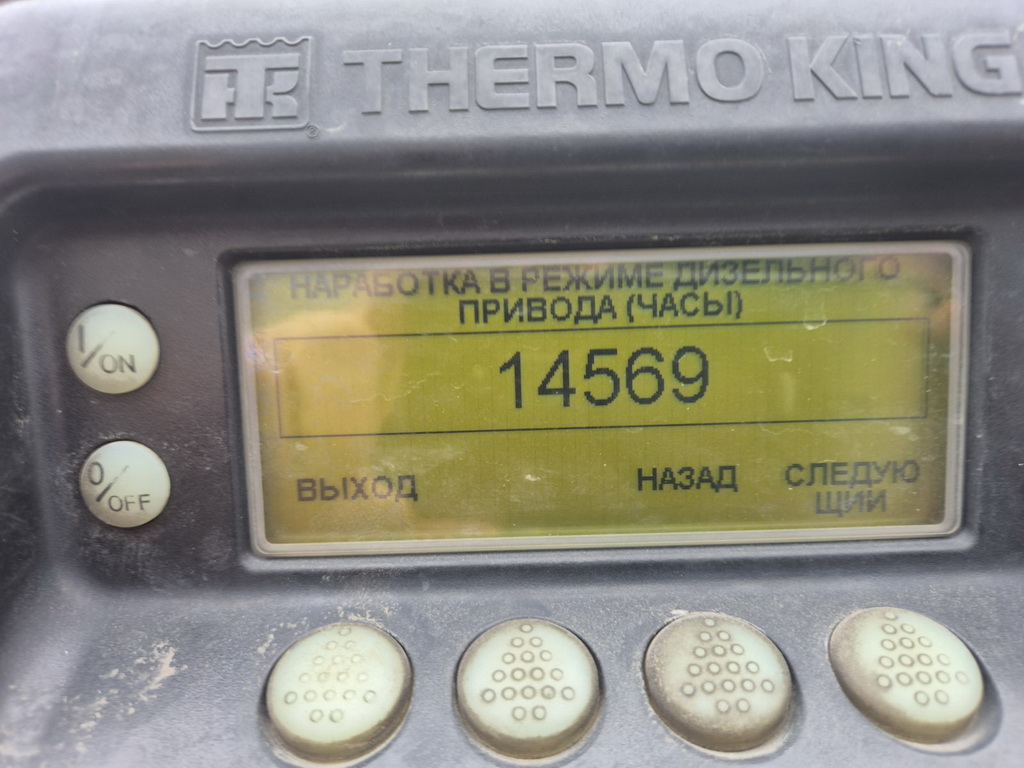 THERMO KING
НАРАБОТКА В РЕЖИМЕ ДИЗЕЛЬНОГО
ПРИВОДА (ЧАСЫ)
I/ON
14569
O/OFF
ВЫХОД НАЗАД СЛЕДУЮ
ЩИЙ